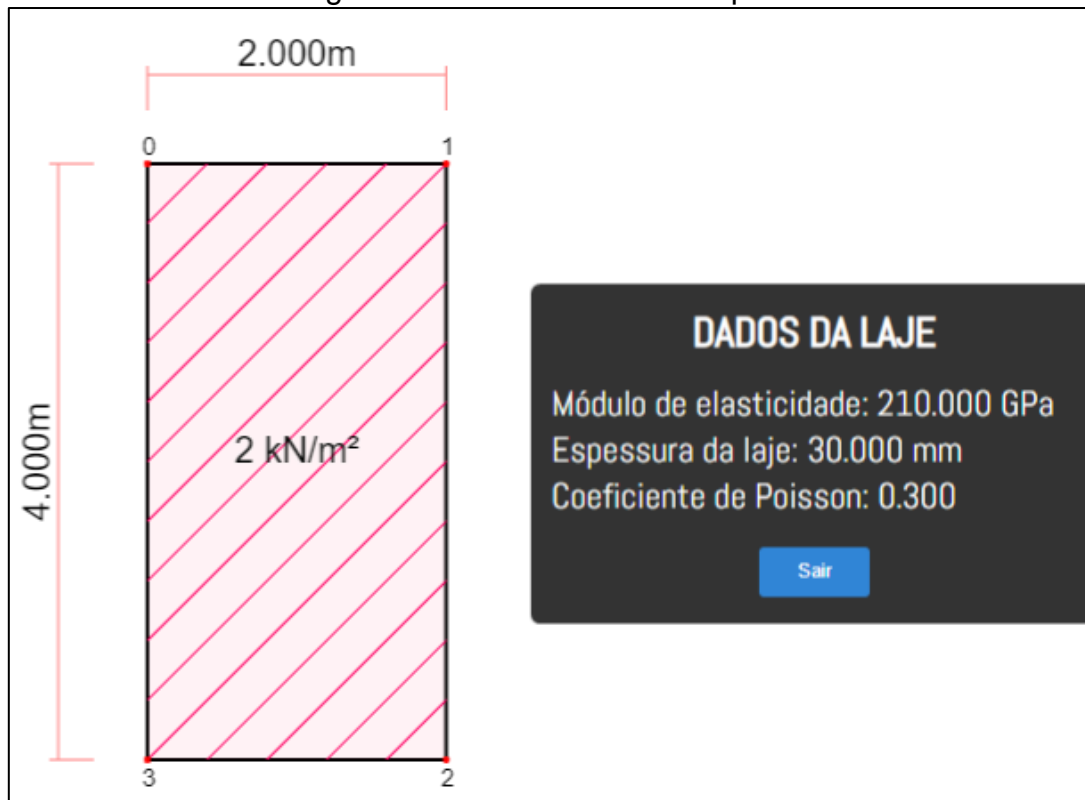 2.000m
0
1
4.000m
2 kN/m²
3
2
DADOS DA LAJE
Módulo de elasticidade: 210.000 GPa
Espessura da laje: 30.000 mm
Coeficiente de Poisson: 0.300
Sair